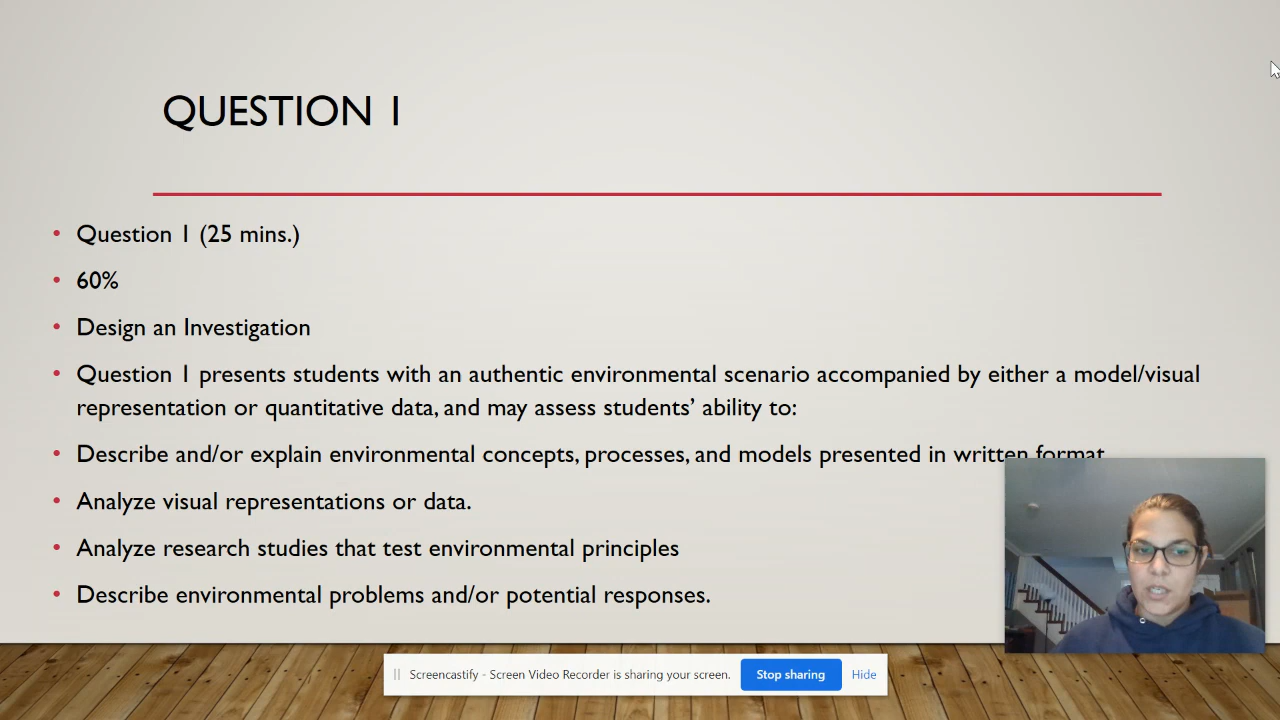 QUESTION 1
• Question 1 (25 mins.)
• 60%
• Design an Investigation
• Question 1 presents students with an authentic environmental scenario accompanied by either a model/visual
representation or quantitative data, and may assess students’ ability to:
• Describe and/or explain environmental concepts, processes, and models presented in written format
• Analyze visual representations or data.
• Analyze research studies that test environmental principles
• Describe environmental problems and/or potential responses.
Screencastify - Screen Video Recorder is sharing your screen. Stop sharing Hide